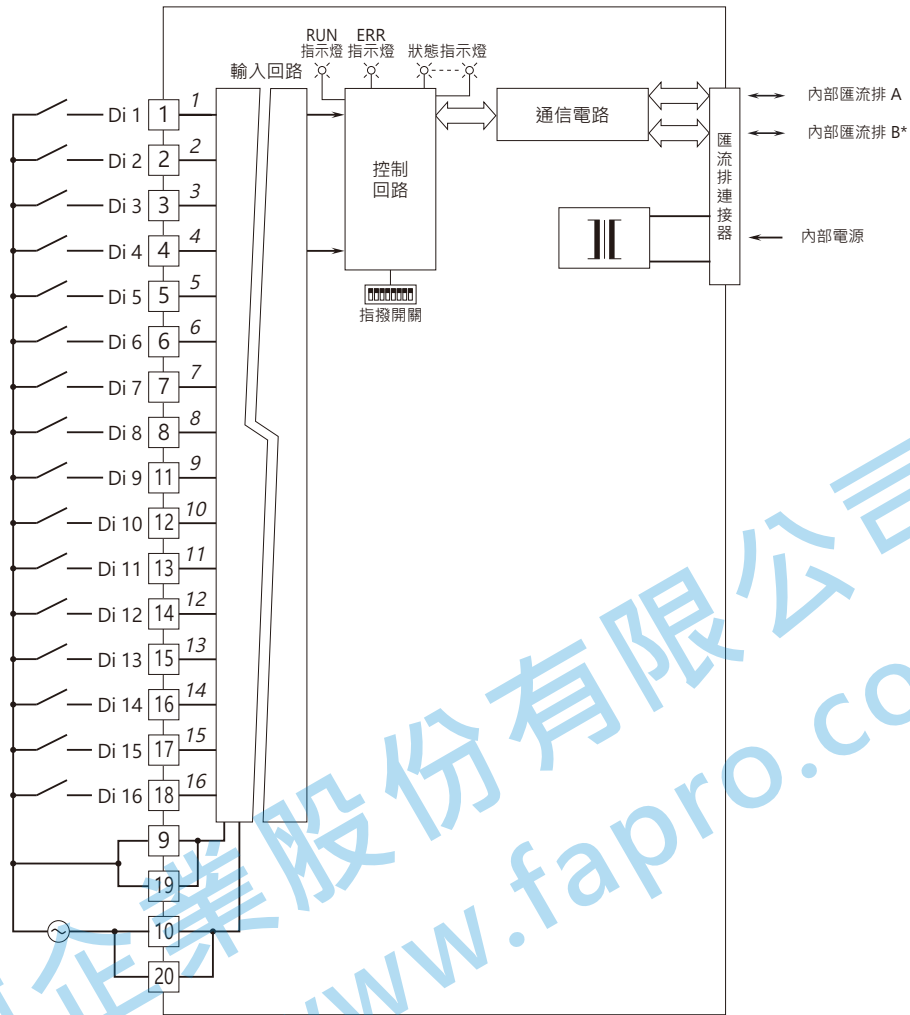 RUN
指示燈
ERR
指示燈
狀態指示燈
輸入回路
Di 1 1 1
Di 2 2 2
Di 3 3 3
Di 4 4 4
Di 5 5 5
Di 6 6 6
Di 7 7 7
Di 8 8 8
Di 9 11 9
Di 10 12 10
Di 11 13 11
Di 12 14 12
Di 13 15 13
Di 14 16 14
Di 15 17 15
Di 16 18 16
9
19
10
20
控制
回路
指撥開關
通信電路
匯流排連接器
內部匯流排 A
內部匯流排 B*
內部電源
企業股份有限公司
www.fapro.co